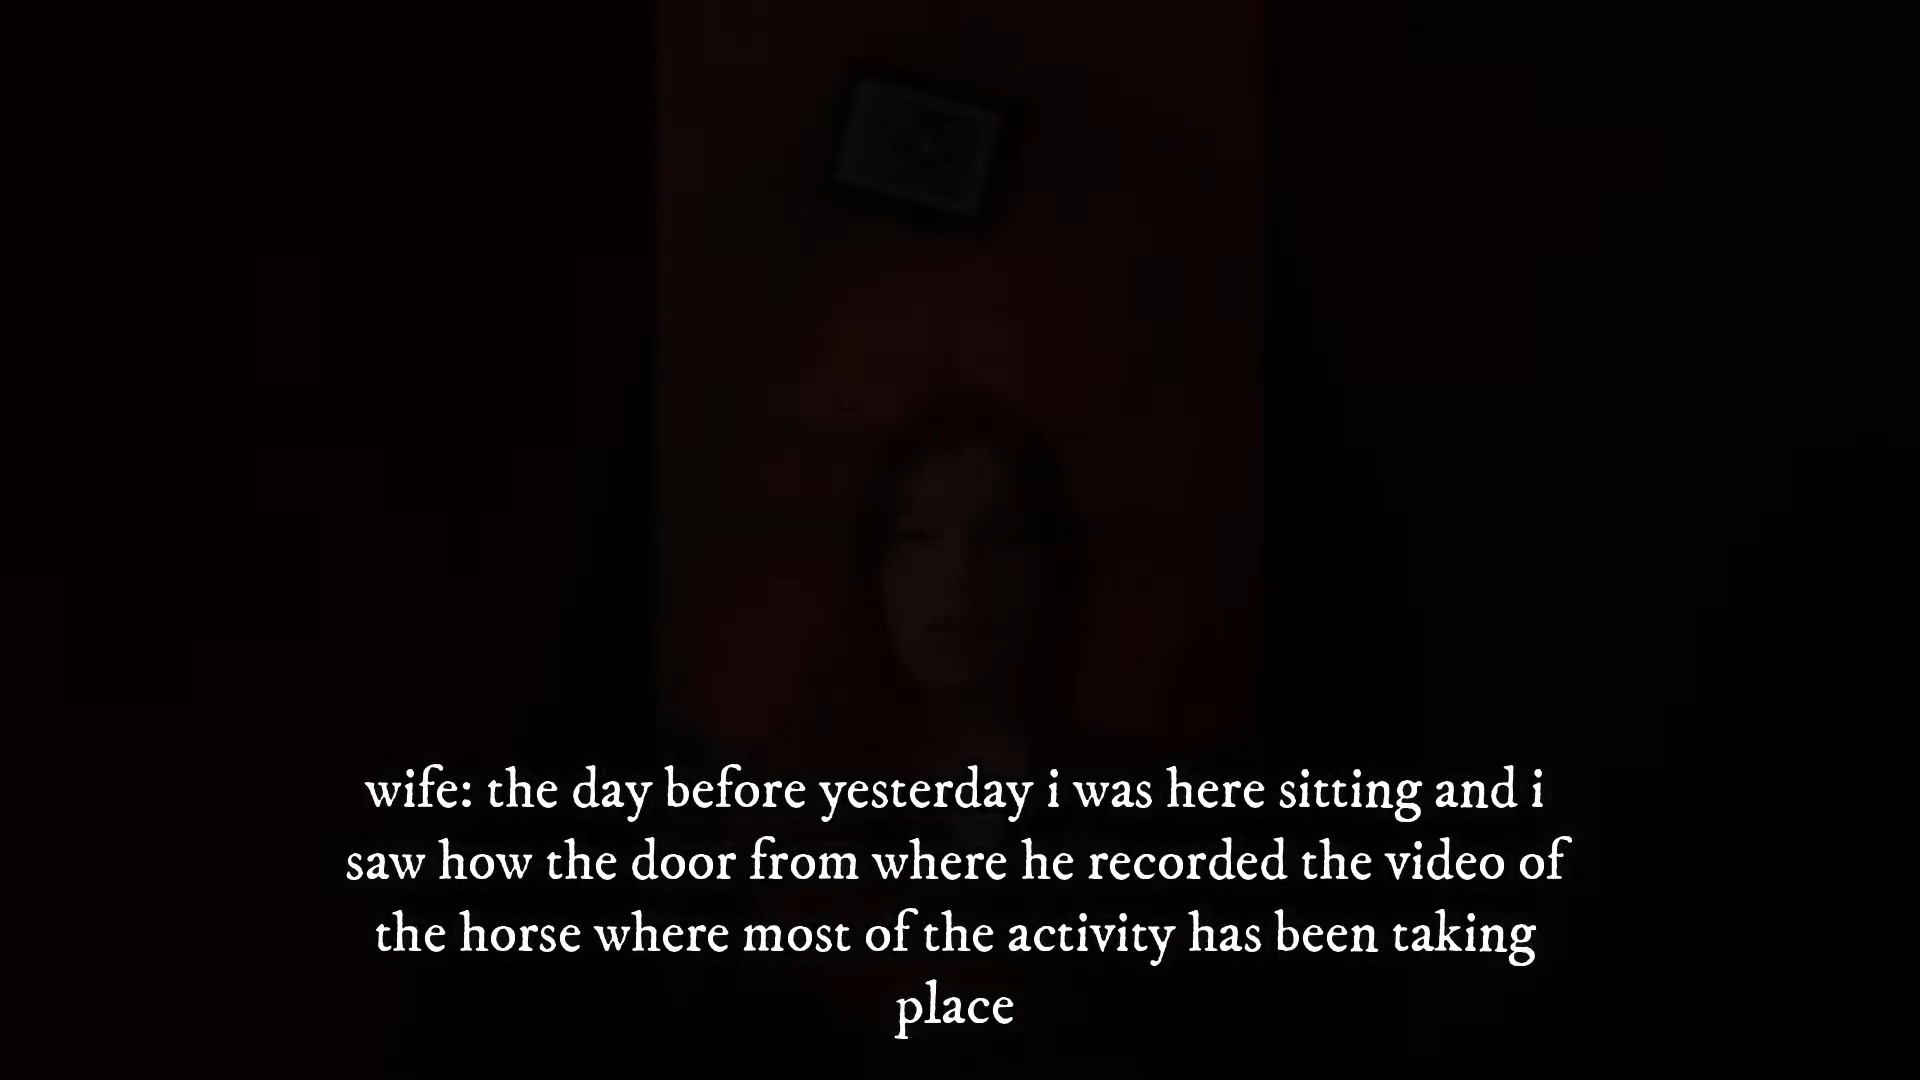 wife: the day before yesterday i was here sitting and i
saw how the door from where he recorded the video of
the horse where most of the activity has been taking
place